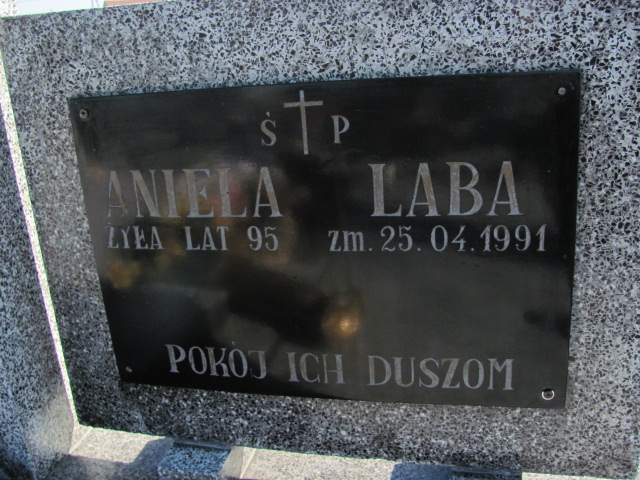 Ś P
ANIELA LABA
ŻYŁA LAT 95 zm. 25.04.1991
POKÓJ ICH DUSZOM